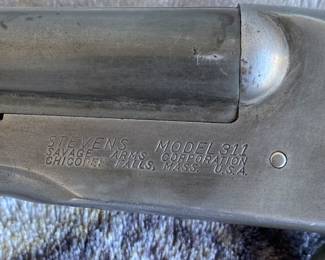 STEVENS MODEL 311
SAVAGE ARMS CORPORATION
CHICOPEE FALLS, MASS. U.S.A.